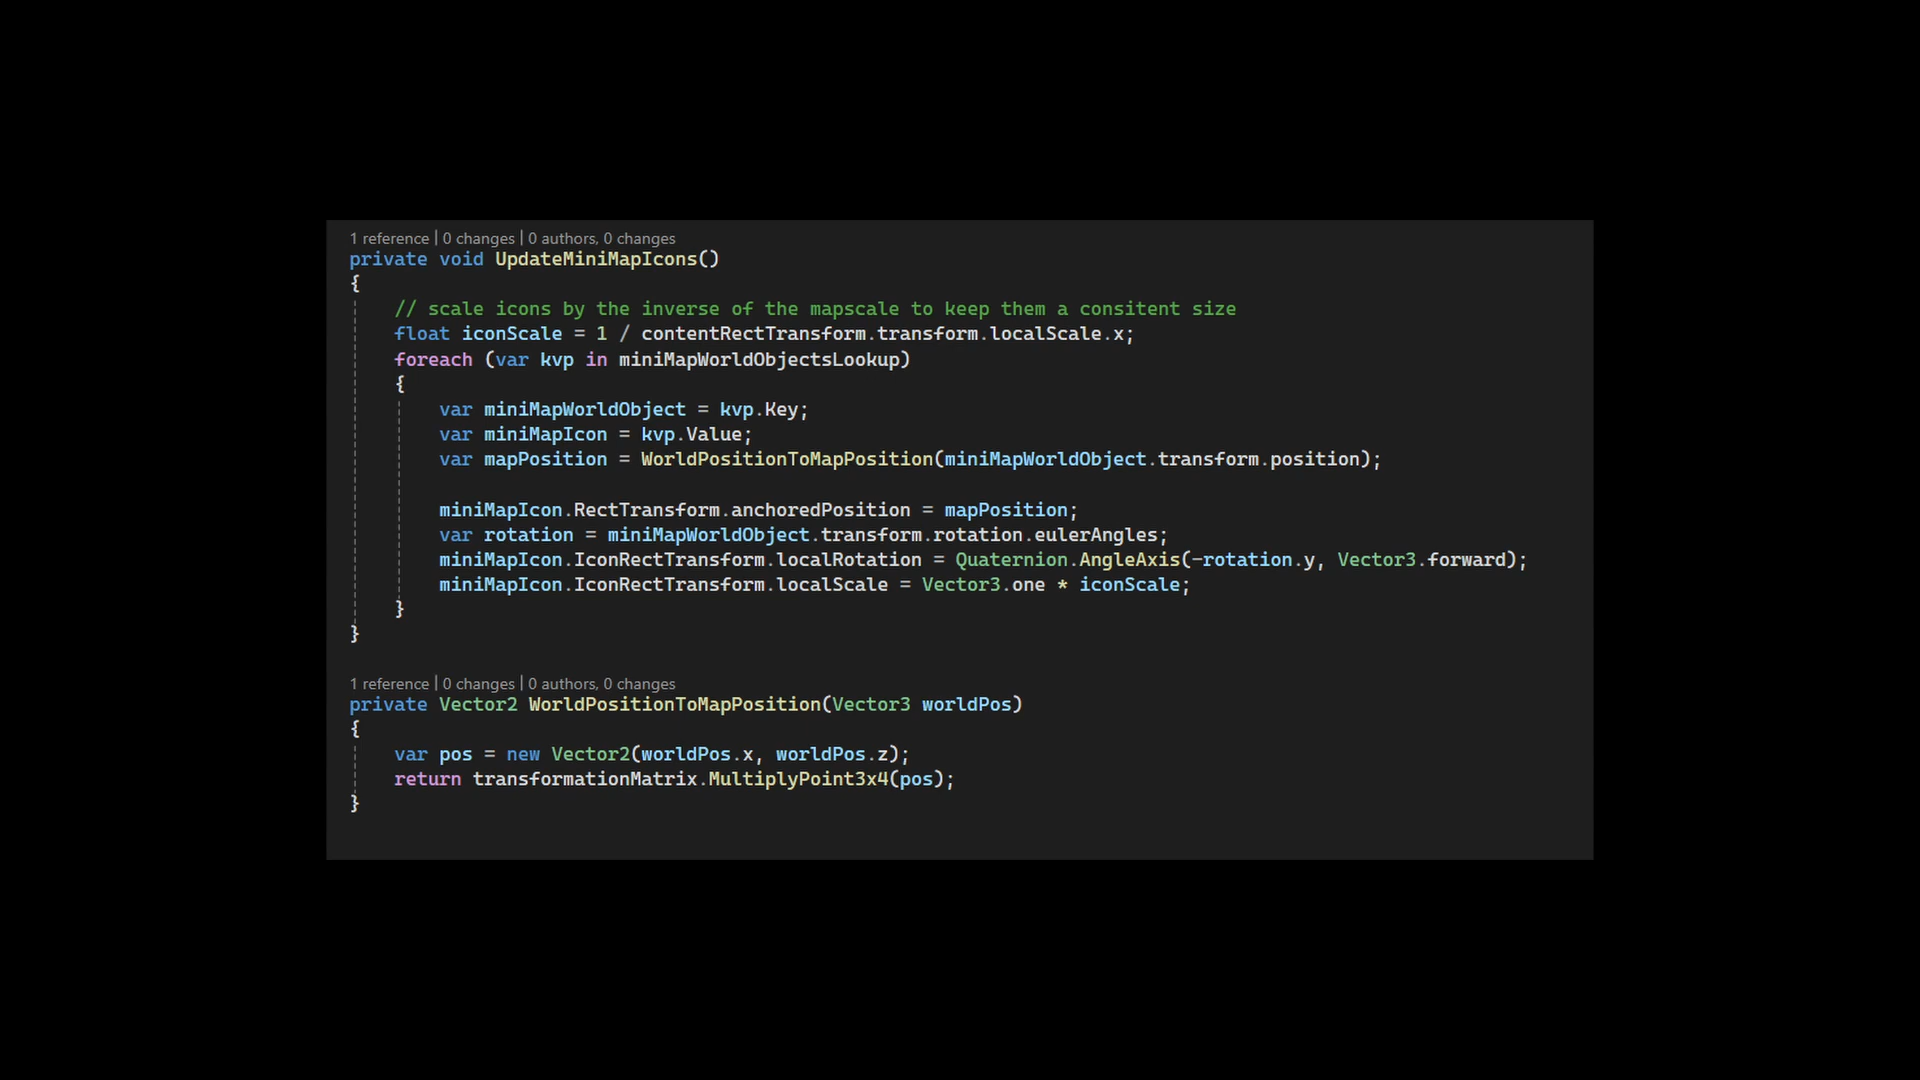 1 reference | 0 changes | 0 authors, 0 changes
private void UpdateMiniMapIcons()
{
// scale icons by the inverse of the mapscale to keep them a consitent size
float iconScale = 1 / contentRectTransform.transform.localScale.x;
foreach (var kvp in miniMapWorldObjectsLookup)
{
var miniMapWorldObject = kvp.Key;
var miniMapIcon = kvp.Value;
var mapPosition = WorldPositionToMapPosition(miniMapWorldObject.transform.position);
miniMapIcon.RectTransform.anchoredPosition = mapPosition;
var rotation = miniMapWorldObject.transform.rotation.eulerAngles;
miniMapIcon.IconRectTransform.localRotation = Quaternion.AngleAxis(-rotation.y, Vector3.forward);
miniMapIcon.IconRectTransform.localScale = Vector3.one * iconScale;
}
}
1 reference | 0 changes | 0 authors, 0 changes
private Vector2 WorldPositionToMapPosition(Vector3 worldPos)
{
var pos = new Vector2(worldPos.x, worldPos.z);
return transformationMatrix.MultiplyPoint3x4(pos);
}